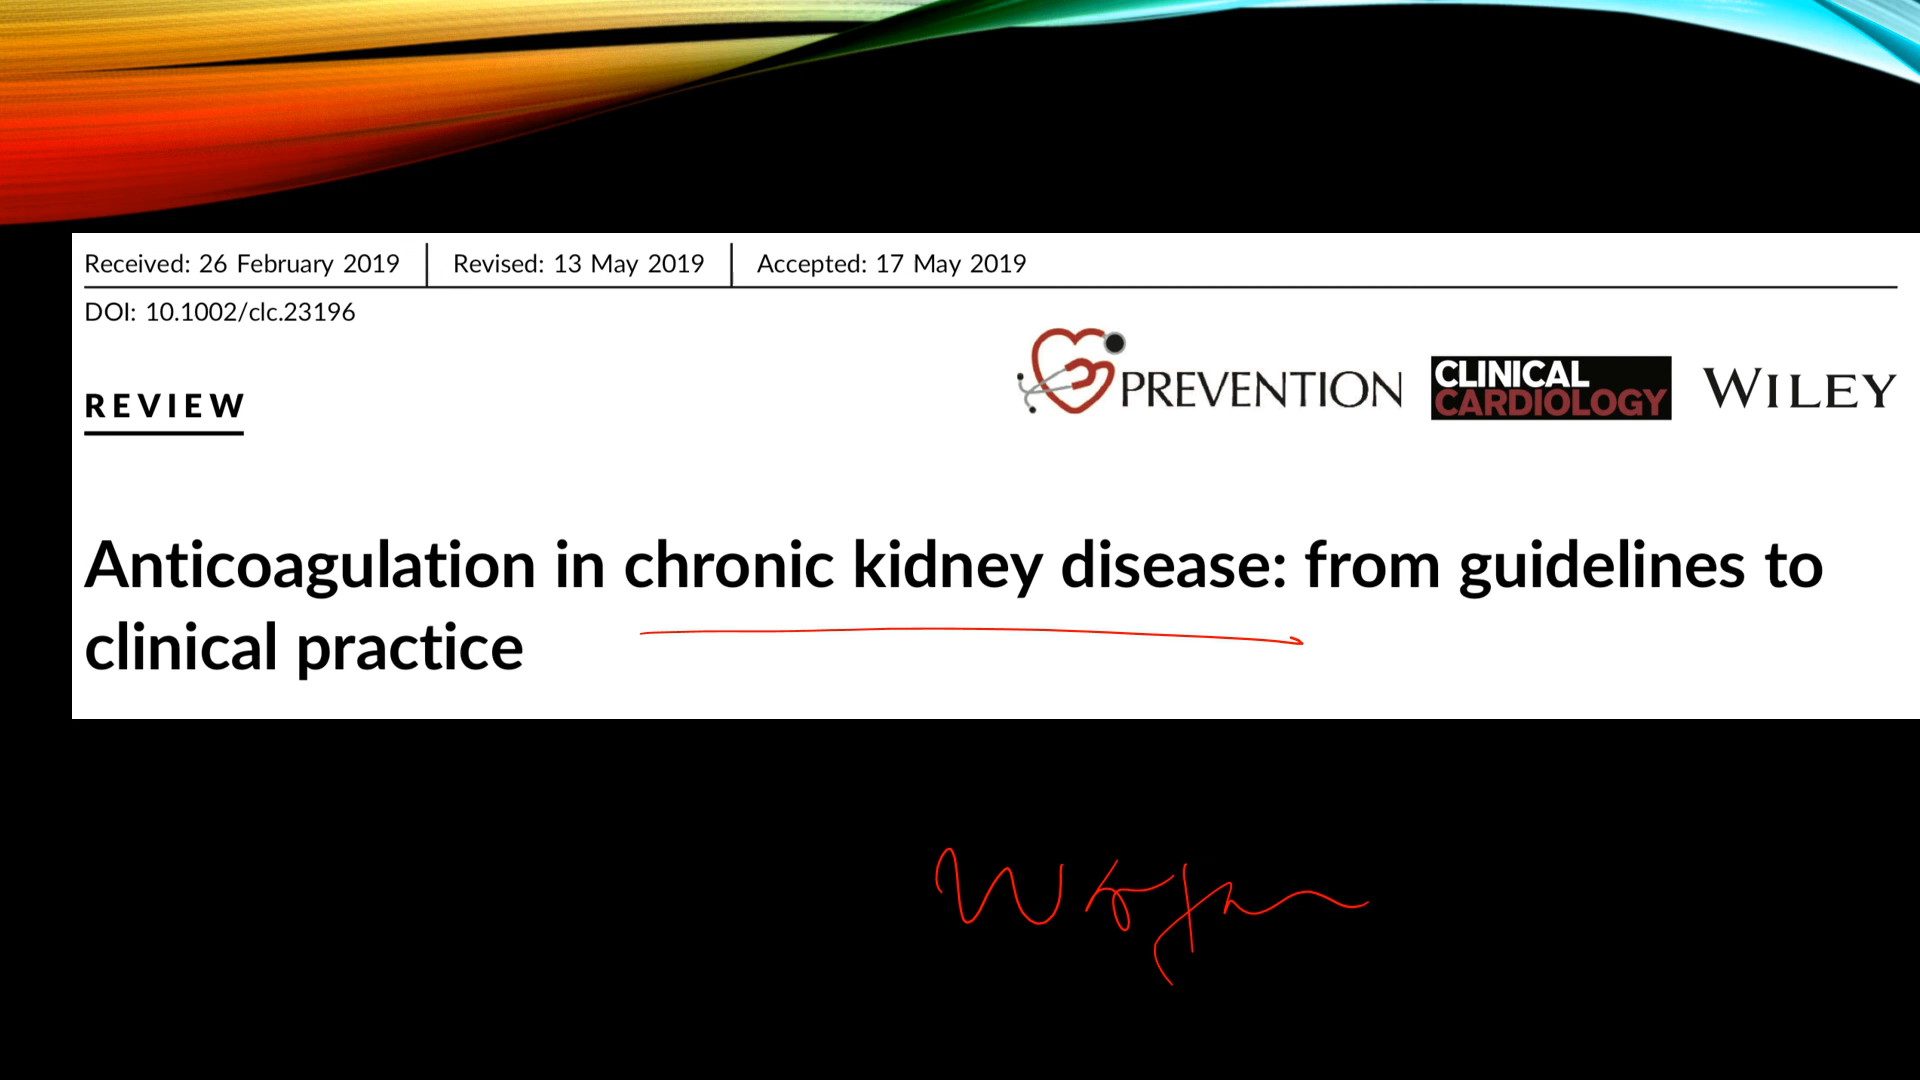 Received: 26 February 2019 | Revised: 13 May 2019 | Accepted: 17 May 2019
DOI: 10.1002/clc.23196
PREVENTION
CLINICAL
CARDIOLOGY
WILEY
REVIEW
Anticoagulation in chronic kidney disease: from guidelines to
clinical practice